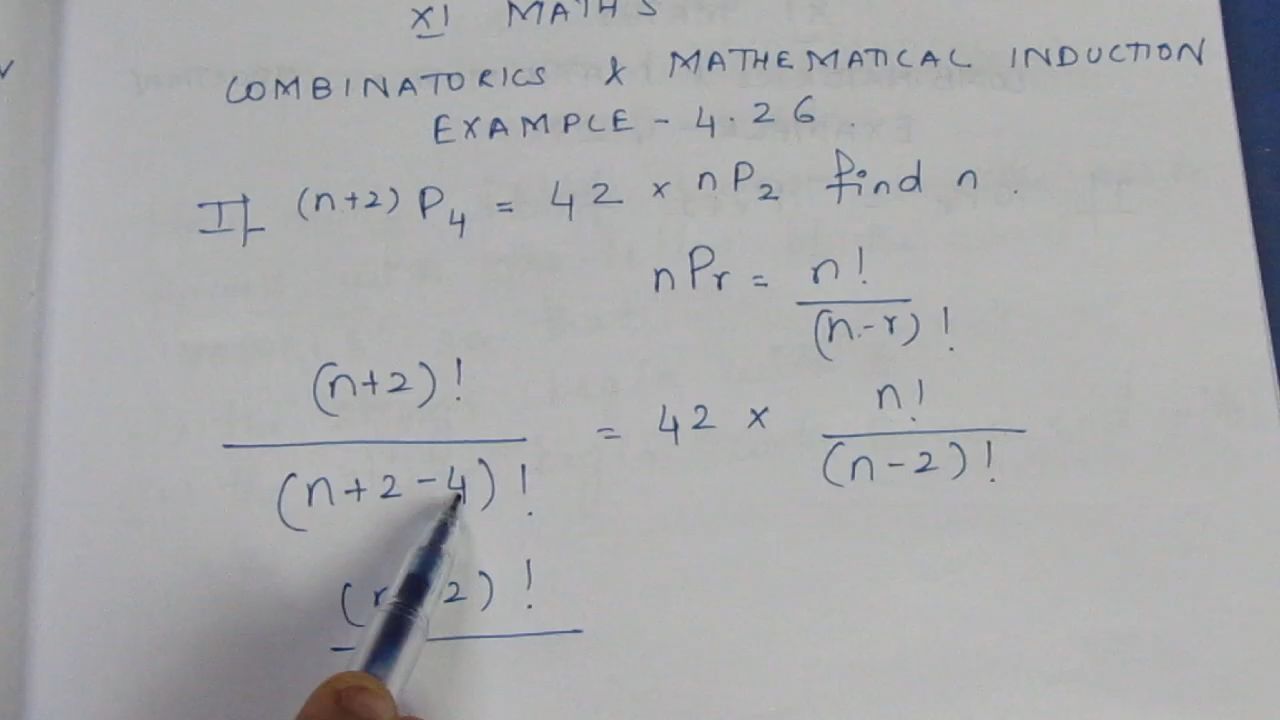 XI MATHS
COMBINATORICS & MATHEMATICAL INDUCTION
EXAMPLE - 4.26.
If (n+2) P₄ = 42 × nP₂ find n.
nPr = n! / (n-r)!
(n+2)! / (n+2-4)! = 42 × n! / (n-2)!
2)!